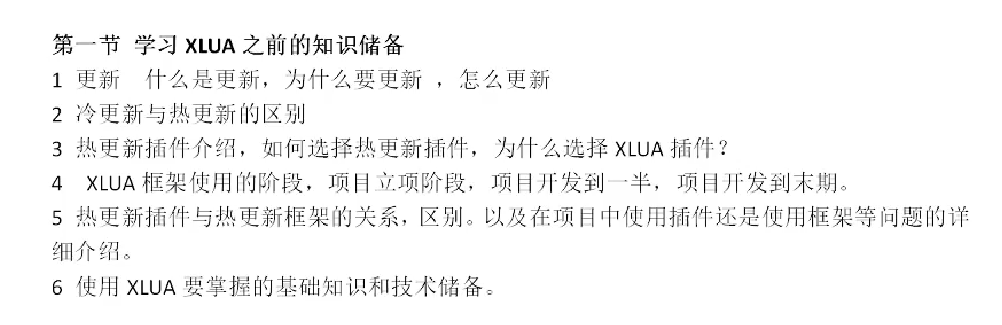 第一节 学习 XLUA 之前的知识储备
1 更新 什么是更新，为什么要更新 ，怎么更新
2 冷更新与热更新的区别
3 热更新插件介绍，如何选择热更新插件，为什么选择 XLUA 插件？
4 XLUA 框架使用的阶段，项目立项阶段，项目开发到一半，项目开发到末期。
5 热更新插件与热更新框架的关系，区别。以及在项目中使用插件还是使用框架等问题的详
细介绍。
6 使用 XLUA 要掌握的基础知识和技术储备。